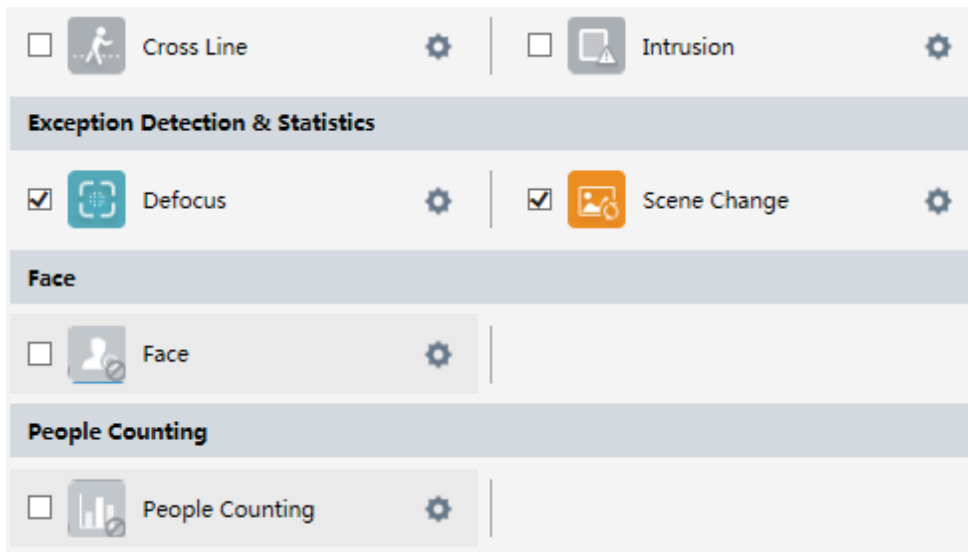 Cross Line
Intrusion
Exception Detection & Statistics
Defocus
Scene Change
Face
Face
People Counting
People Counting